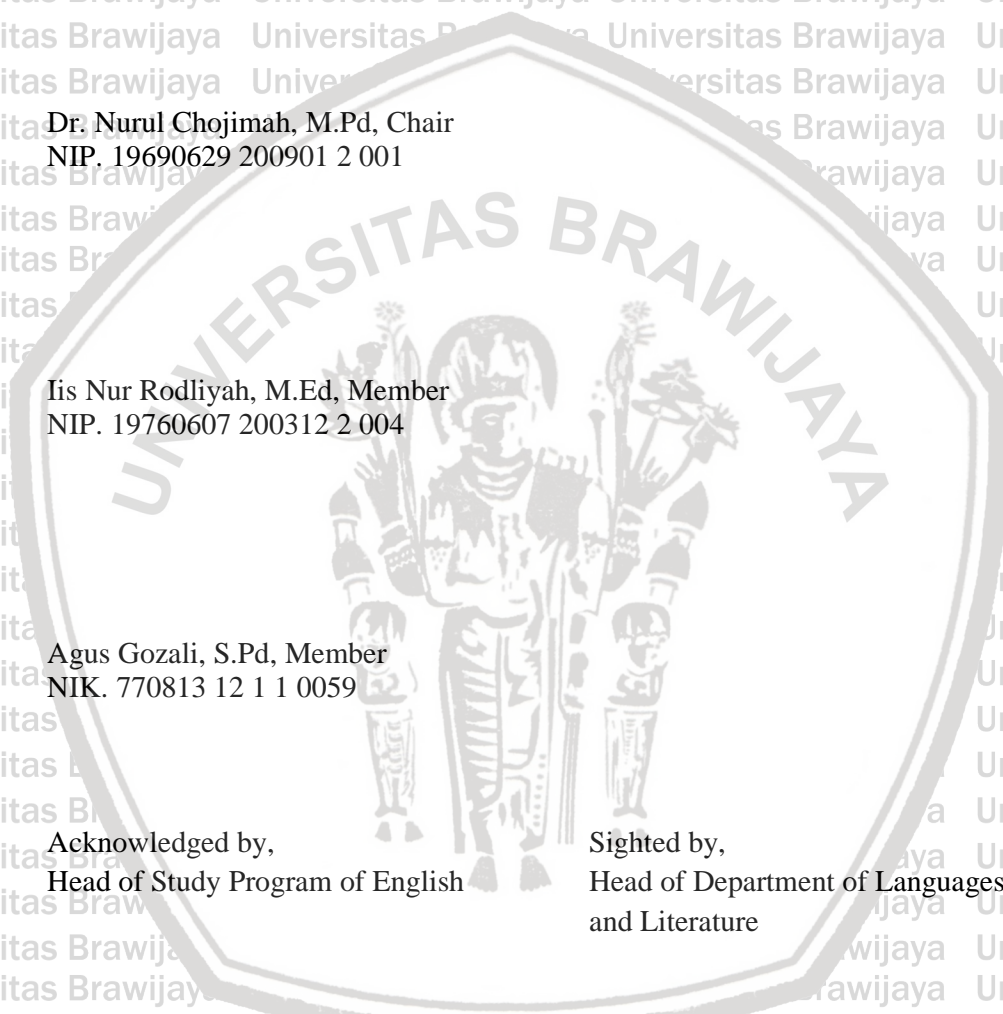 Dr. Nurul Chojimah, M.Pd, Chair
NIP. 19690629 200901 2 001
UNIVERSITAS BRAWIJAYA
Iis Nur Rodliyah, M.Ed, Member
NIP. 19760607 200312 2 004
Agus Gozali, S.Pd, Member
NIK. 770813 12 1 1 0059
Acknowledged by,
Head of Study Program of English
Sighted by,
Head of Department of Languages
and Literature